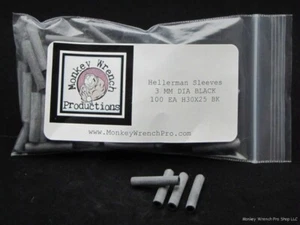 Monkey Wrench
Productions
Hellerman Sleeves
3 MM DIA BLACK
100 EA H30X25 BK
www.MonkeyWrenchPro.com
Monkey Wrench Pro Shop LLC